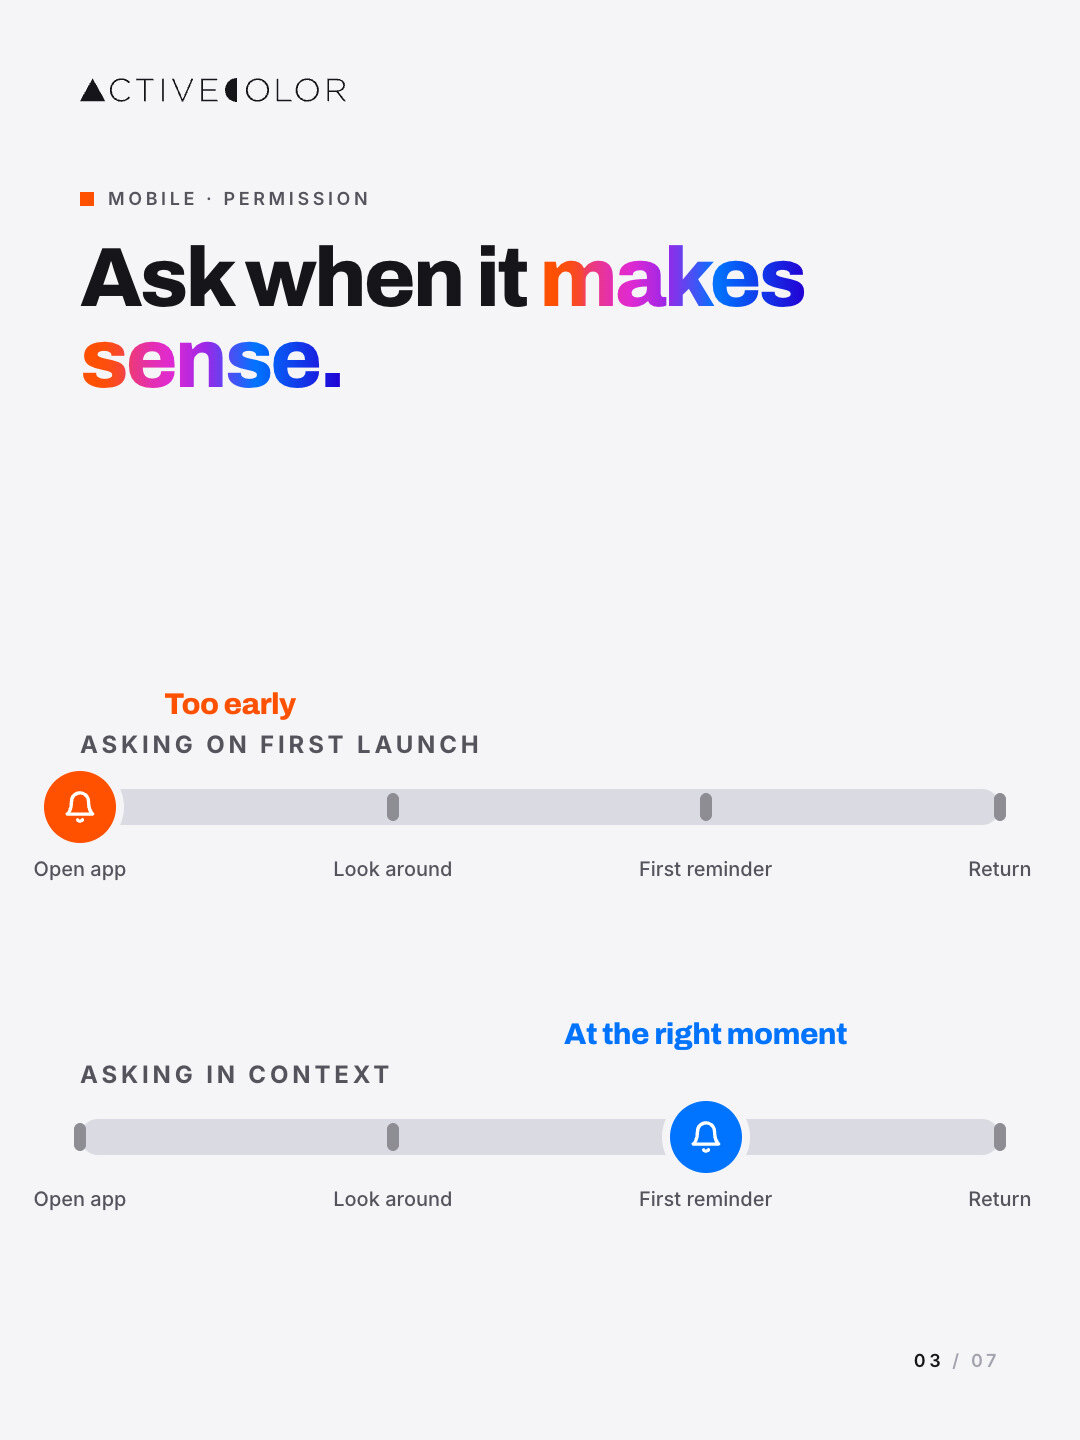 ACTIVECOLOR
MOBILE · PERMISSION
Ask when it makes
sense.
Too early
ASKING ON FIRST LAUNCH
Open app Look around First reminder Return
At the right moment
ASKING IN CONTEXT
Open app Look around First reminder Return
03 / 07